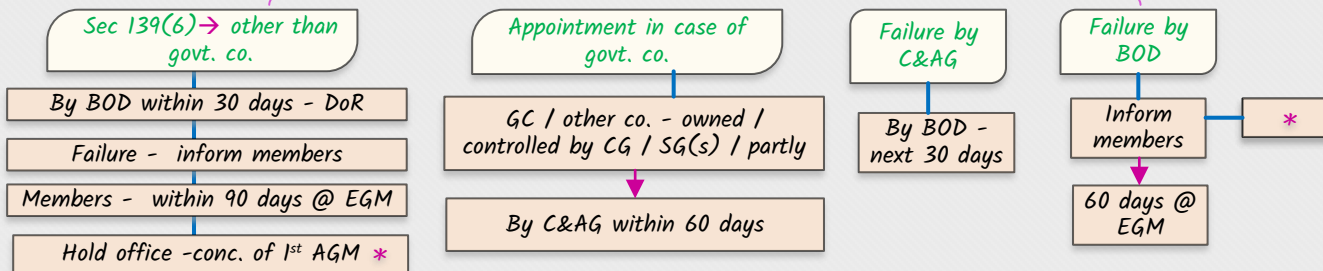 Sec 139(6)→ other than
govt. co.
By BOD within 30 days - DoR
Failure - inform members
Members - within 90 days @ EGM
Hold office -conc. of 1st AGM *
Appointment in case of
govt. co.
GC / other co. - owned /
controlled by CG / SG(s) / partly
By C&AG within 60 days
Failure by
C&AG
By BOD -
next 30 days
Failure by
BOD
Inform
members
*
60 days @
EGM